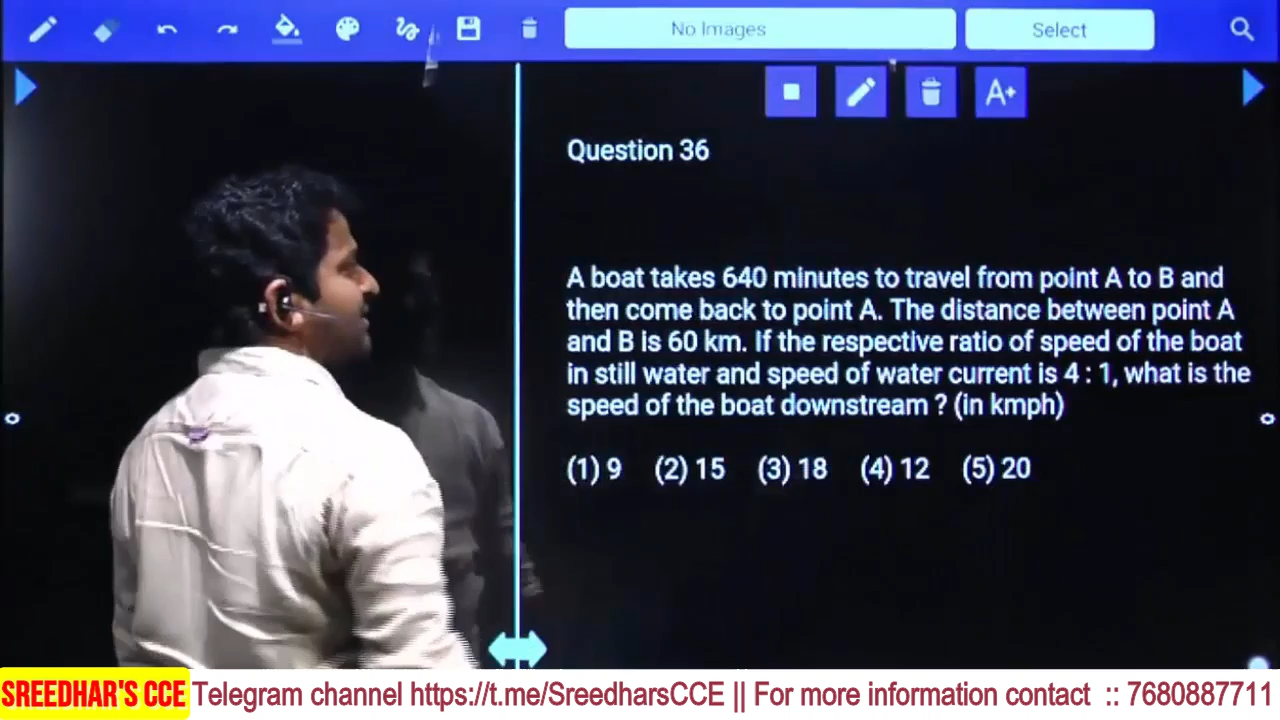 No Images
Select
A+
Question 36
A boat takes 640 minutes to travel from point A to B and
then come back to point A. The distance between point A
and B is 60 km. If the respective ratio of speed of the boat
in still water and speed of water current is 4 : 1, what is the
speed of the boat downstream ? (in kmph)
(1) 9 (2) 15 (3) 18 (4) 12 (5) 20
SREEDHAR'S CCE Telegram channel https://t.me/SreedharsCCE || For more information contact :: 7680887711